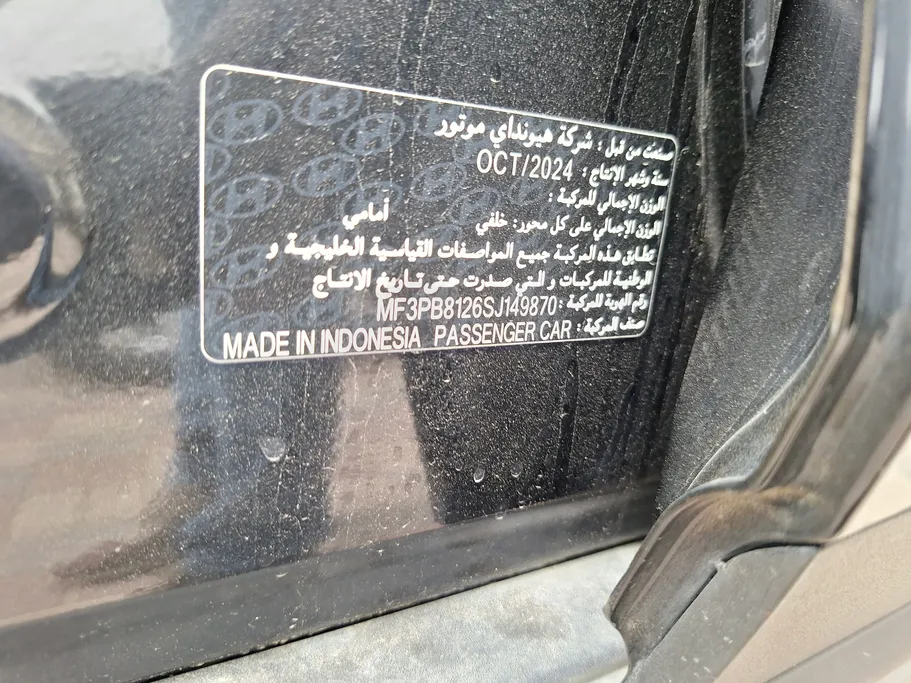 صنعت من قبل : شركة هيونداي موتور
سنة وشهر الانتاج : OCT/2024
الوزن الإجمالي للمركبة :
الوزن الإجمالي على كل محور: خلفي أمامي
تطابق هذه المركبة جميع المواصفات القياسية الخليجية و
الوطنية للمركبات و التي صدرت حتى تاريخ الانتاج
رقم الهوية للمركبة : MF3PB8126SJ149870
صنف المركبة : PASSENGER CAR MADE IN INDONESIA